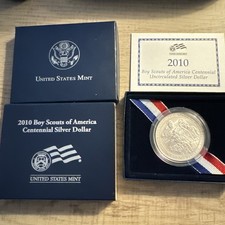 UNITED STATES MINT
2010 Boy Scouts of America
Centennial Silver Dollar
UNITED STATES MINT
2010
Boy Scouts of America Centennial
Uncirculated Silver Dollar